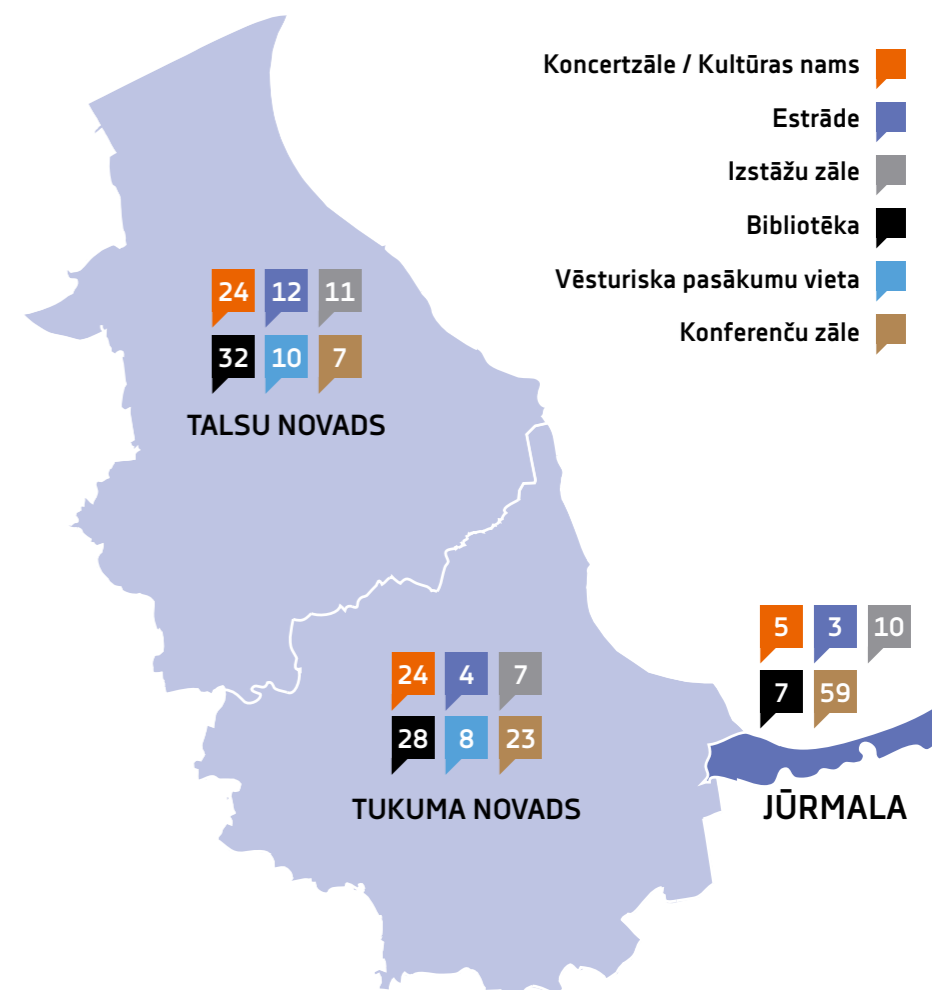 Koncertzāle / Kultūras nams
Estrāde
Izstāžu zāle
Bibliotēka
Vēsturiska pasākumu vieta
Konferenču zāle
24 12 11
32 10 7
TALSU NOVADS
24 4 7
28 8 23
TUKUMA NOVADS
5 3 10
7 59
JŪRMALA